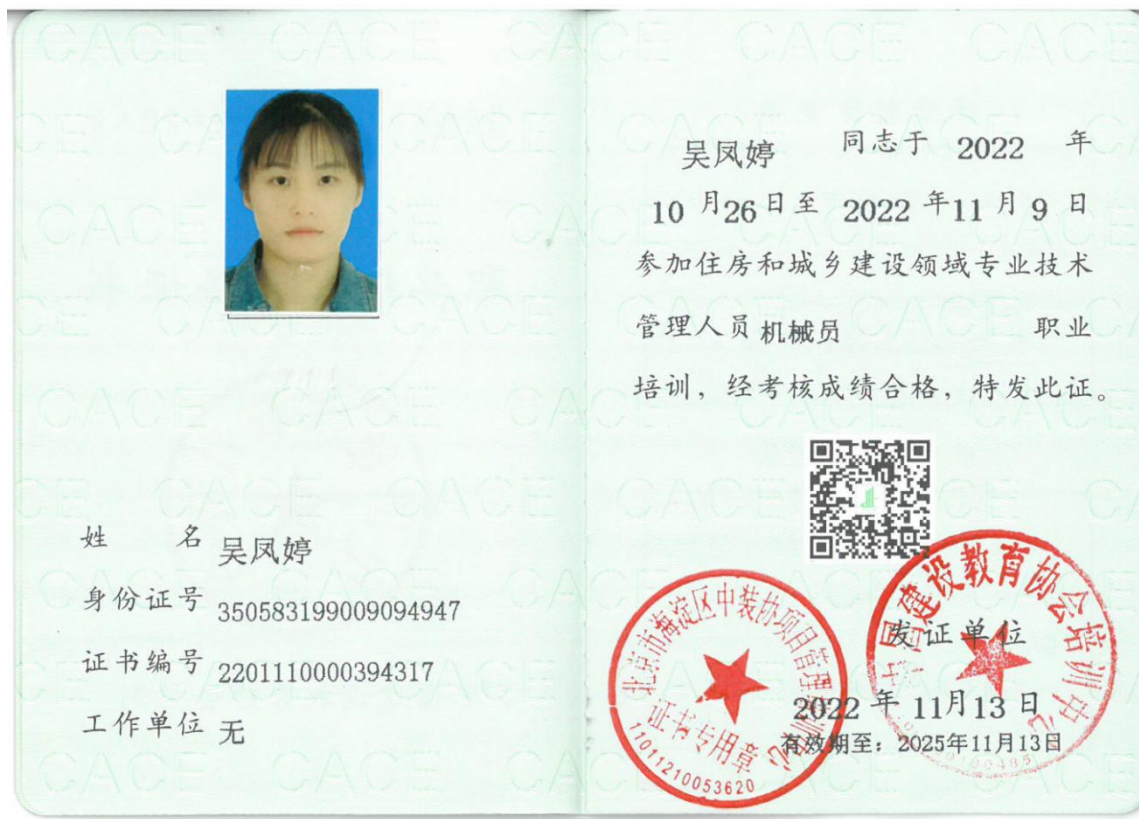 姓 名 吴凤婷
身份证号 350583199009094947
证书编号 2201110000394317
工作单位 无
吴凤婷 同志于 2022 年
10 月 26 日至 2022 年 11 月 9 日
参加住房和城乡建设领域专业技术
管理人员 机械员 职业
培训，经考核成绩合格，特发此证。
发证单位
2022 年 11月13 日
有效期至：2025年11月13日
北京市海淀区中装协项目管理
证书专用章
11011210053620
建设教育协会培训中心
CACE